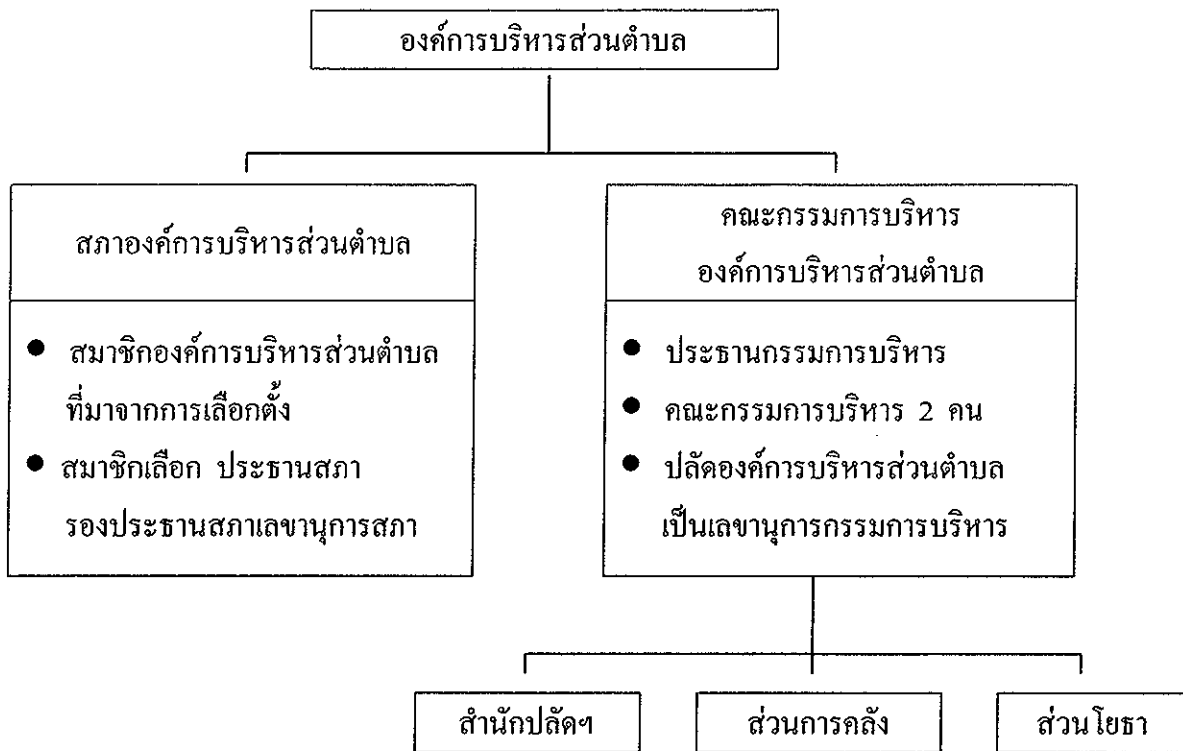 องค์การบริหารส่วนตำบล
สภาองค์การบริหารส่วนตำบล
● สมาชิกองค์การบริหารส่วนตำบล
ที่มาจากการเลือกตั้ง
● สมาชิกเลือก ประธานสภา
รองประธานสภาเลขานุการสภา
คณะกรรมการบริหาร
องค์การบริหารส่วนตำบล
● ประธานกรรมการบริหาร
● คณะกรรมการบริหาร 2 คน
● ปลัดองค์การบริหารส่วนตำบล
เป็นเลขานุการกรรมการบริหาร
สำนักปลัดฯ
ส่วนการคลัง
ส่วนโยธา